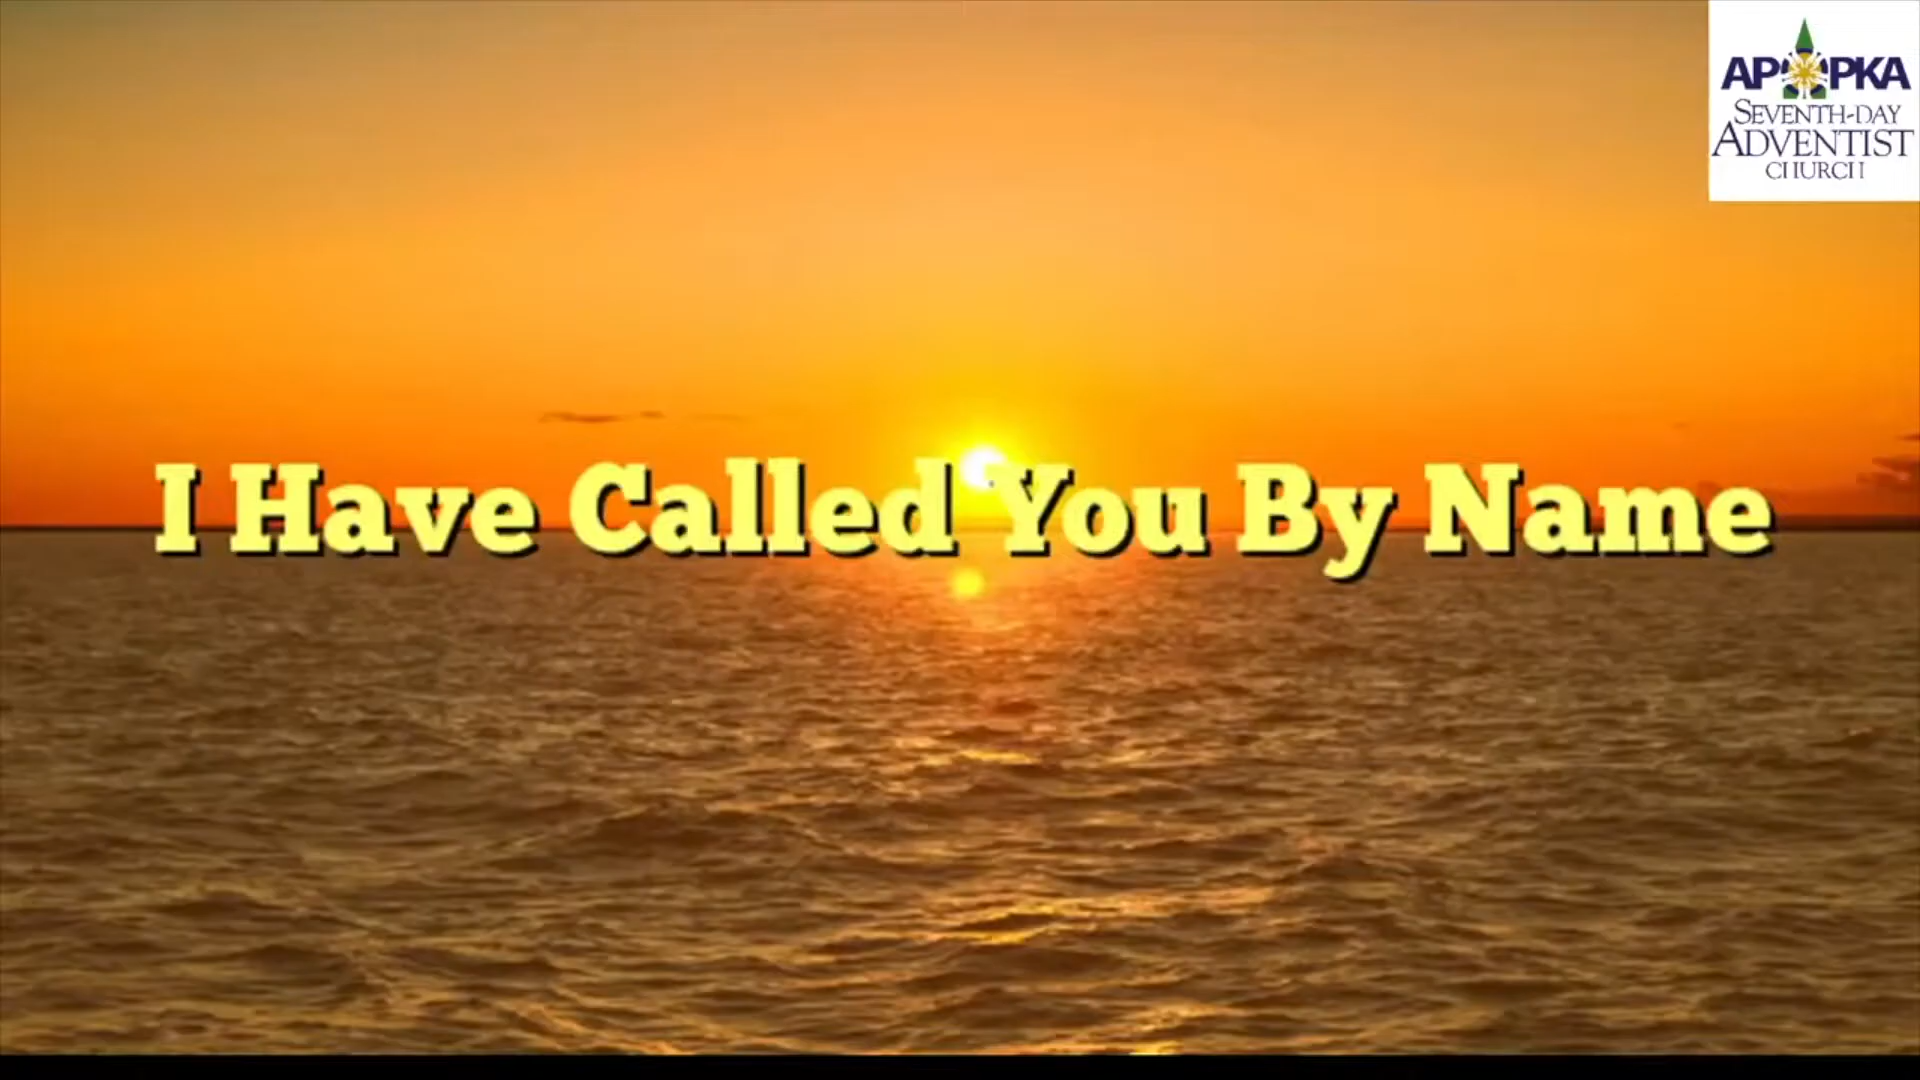 APOPKA
SEVENTH-DAY
ADVENTIST
CHURCH
I Have Called You By Name